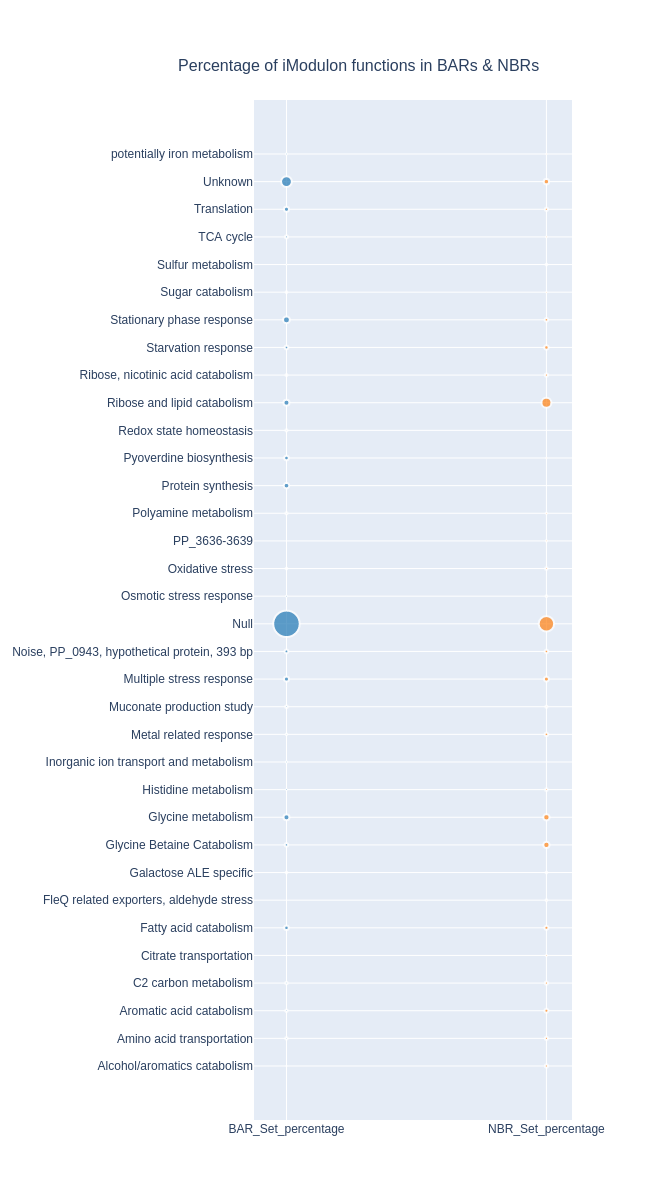 Percentage of iModulon functions in BARs & NBRs
potentially iron metabolism
Unknown
Translation
TCA cycle
Sulfur metabolism
Sugar catabolism
Stationary phase response
Starvation response
Ribose, nicotinic acid catabolism
Ribose and lipid catabolism
Redox state homeostasis
Pyoverdine biosynthesis
Protein synthesis
Polyamine metabolism
PP_3636-3639
Oxidative stress
Osmotic stress response
Null
Noise, PP_0943, hypothetical protein, 393 bp
Multiple stress response
Muconate production study
Metal related response
Inorganic ion transport and metabolism
Histidine metabolism
Glycine metabolism
Glycine Betaine Catabolism
Galactose ALE specific
FleQ related exporters, aldehyde stress
Fatty acid catabolism
Citrate transportation
C2 carbon metabolism
Aromatic acid catabolism
Amino acid transportation
Alcohol/aromatics catabolism
BAR_Set_percentage NBR_Set_percentage